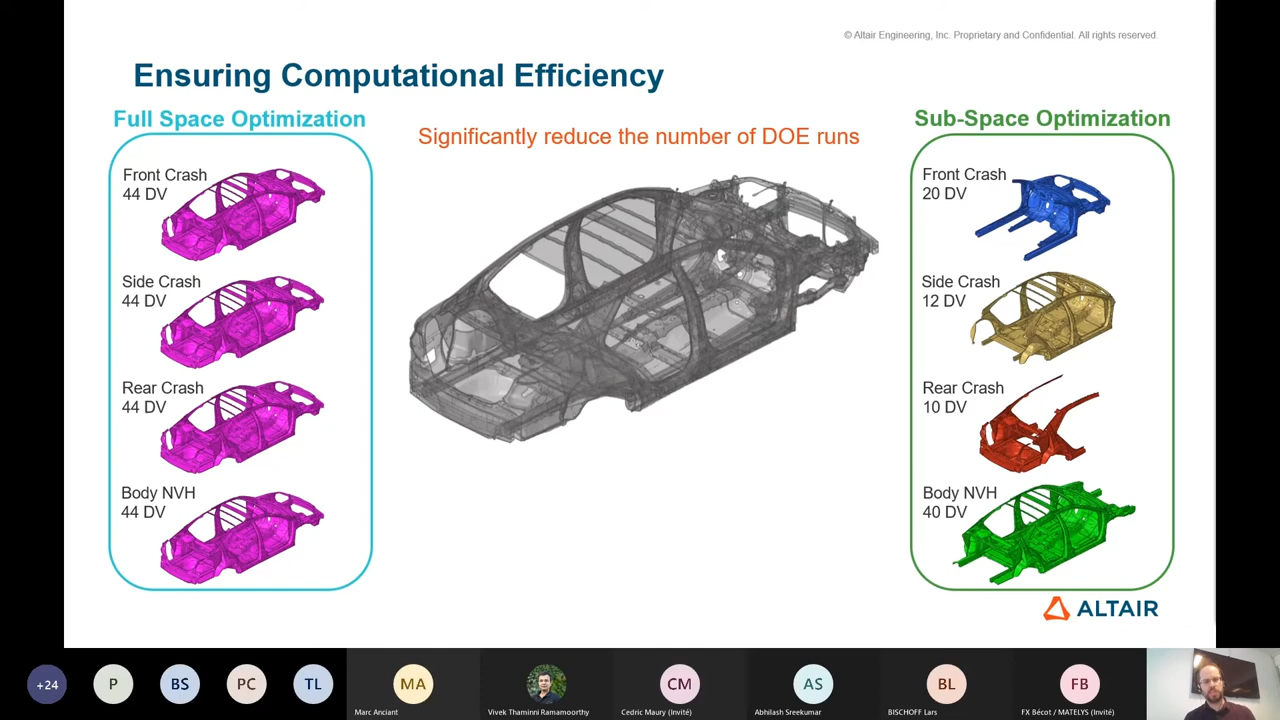 © Altair Engineering, Inc. Proprietary and Confidential. All rights reserved.
Ensuring Computational Efficiency
Full Space Optimization
Significantly reduce the number of DOE runs
Sub-Space Optimization
Front Crash
44 DV
Side Crash
44 DV
Rear Crash
44 DV
Body NVH
44 DV
Front Crash
20 DV
Side Crash
12 DV
Rear Crash
10 DV
Body NVH
40 DV
ALTAIR
+24
P
BS
PC
TL
MA
CM
AS
BL
FB
Marc Anciant
Vivek Thaminni Ramamoorthy
Cedric Maury (Invité)
Abhilash Sreekumar
BISCHOFF Lars
FX Bécot / MATELYS (Invité)